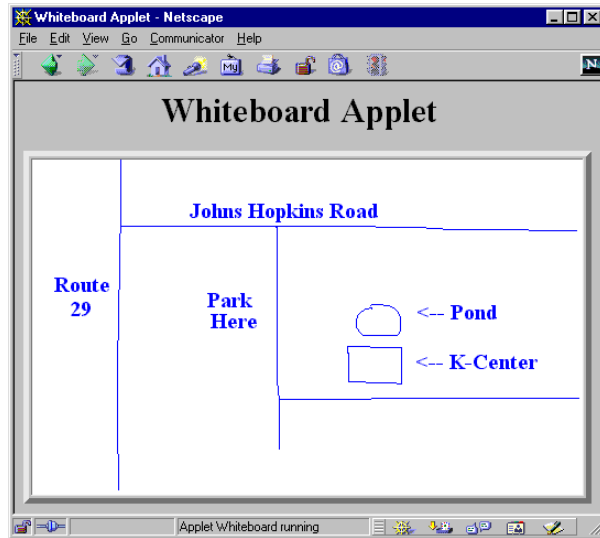 Whiteboard Applet - Netscape
File Edit View Go Communicator Help
My
N
Whiteboard Applet
Johns Hopkins Road
Route
29
Park
Here
<-- Pond
<-- K-Center
Applet Whiteboard running